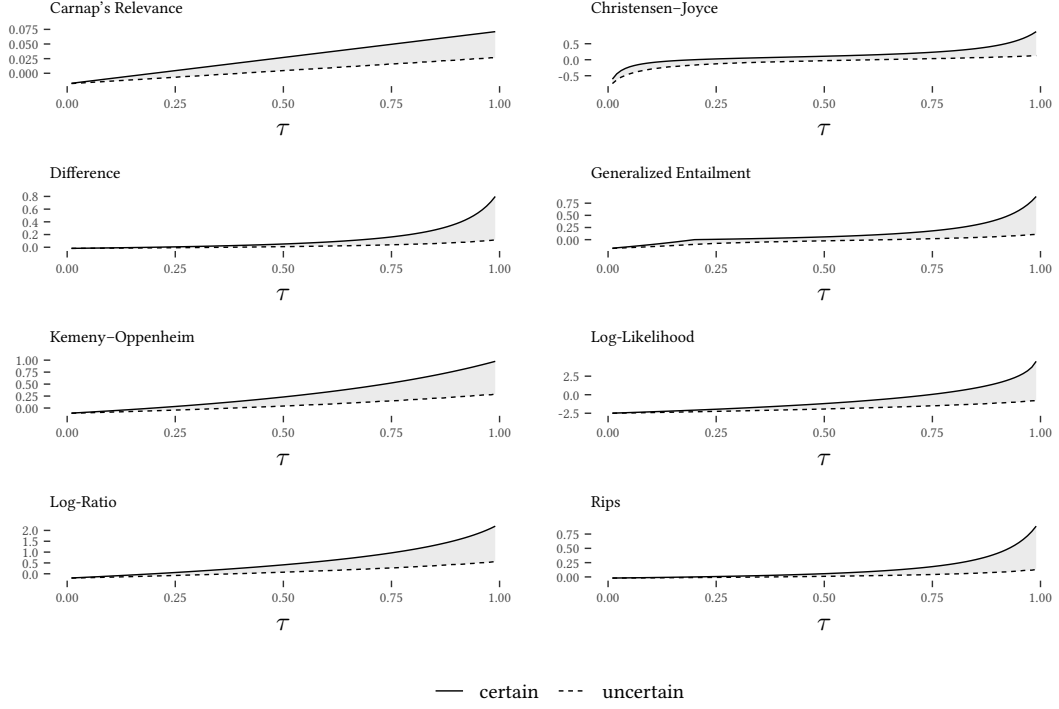 Carnap's Relevance
0.075
0.050
0.025
0.000
0.00 0.25 0.50 0.75 1.00
τ
Christensen–Joyce
0.5
0.0
-0.5
0.00 0.25 0.50 0.75 1.00
τ
Difference
0.8
0.6
0.4
0.2
0.0
0.00 0.25 0.50 0.75 1.00
τ
Generalized Entailment
0.75
0.50
0.25
0.00
0.00 0.25 0.50 0.75 1.00
τ
Kemeny–Oppenheim
1.00
0.75
0.50
0.25
0.00
0.00 0.25 0.50 0.75 1.00
τ
Log-Likelihood
2.5
0.0
-2.5
0.00 0.25 0.50 0.75 1.00
τ
Log-Ratio
2.0
1.5
1.0
0.5
0.0
0.00 0.25 0.50 0.75 1.00
τ
Rips
0.75
0.50
0.25
0.00
0.00 0.25 0.50 0.75 1.00
τ
certain uncertain